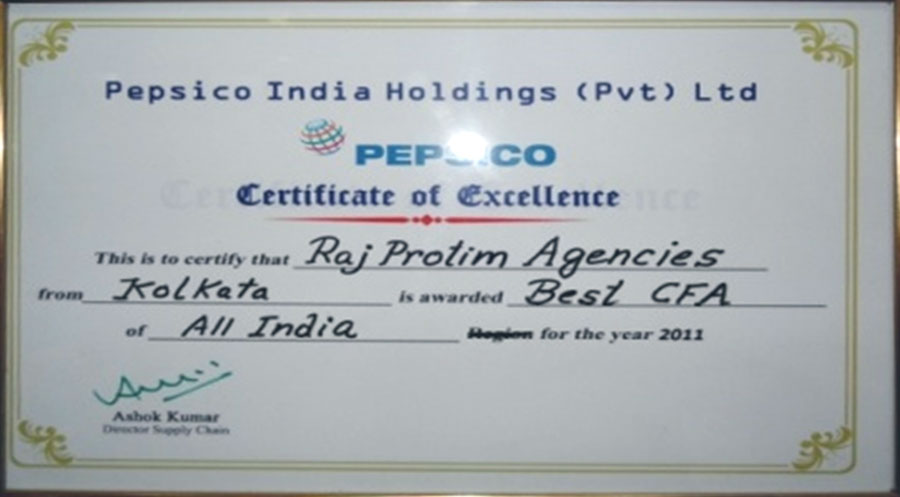 Pepsico India Holdings (Pvt) Ltd
PEPSICO
Certificate of Excellence
This is to certify that Raj Protim Agencies
from Kolkata is awarded Best CFA
of All India Region for the year 2011
Ashok Kumar
Director Supply Chain